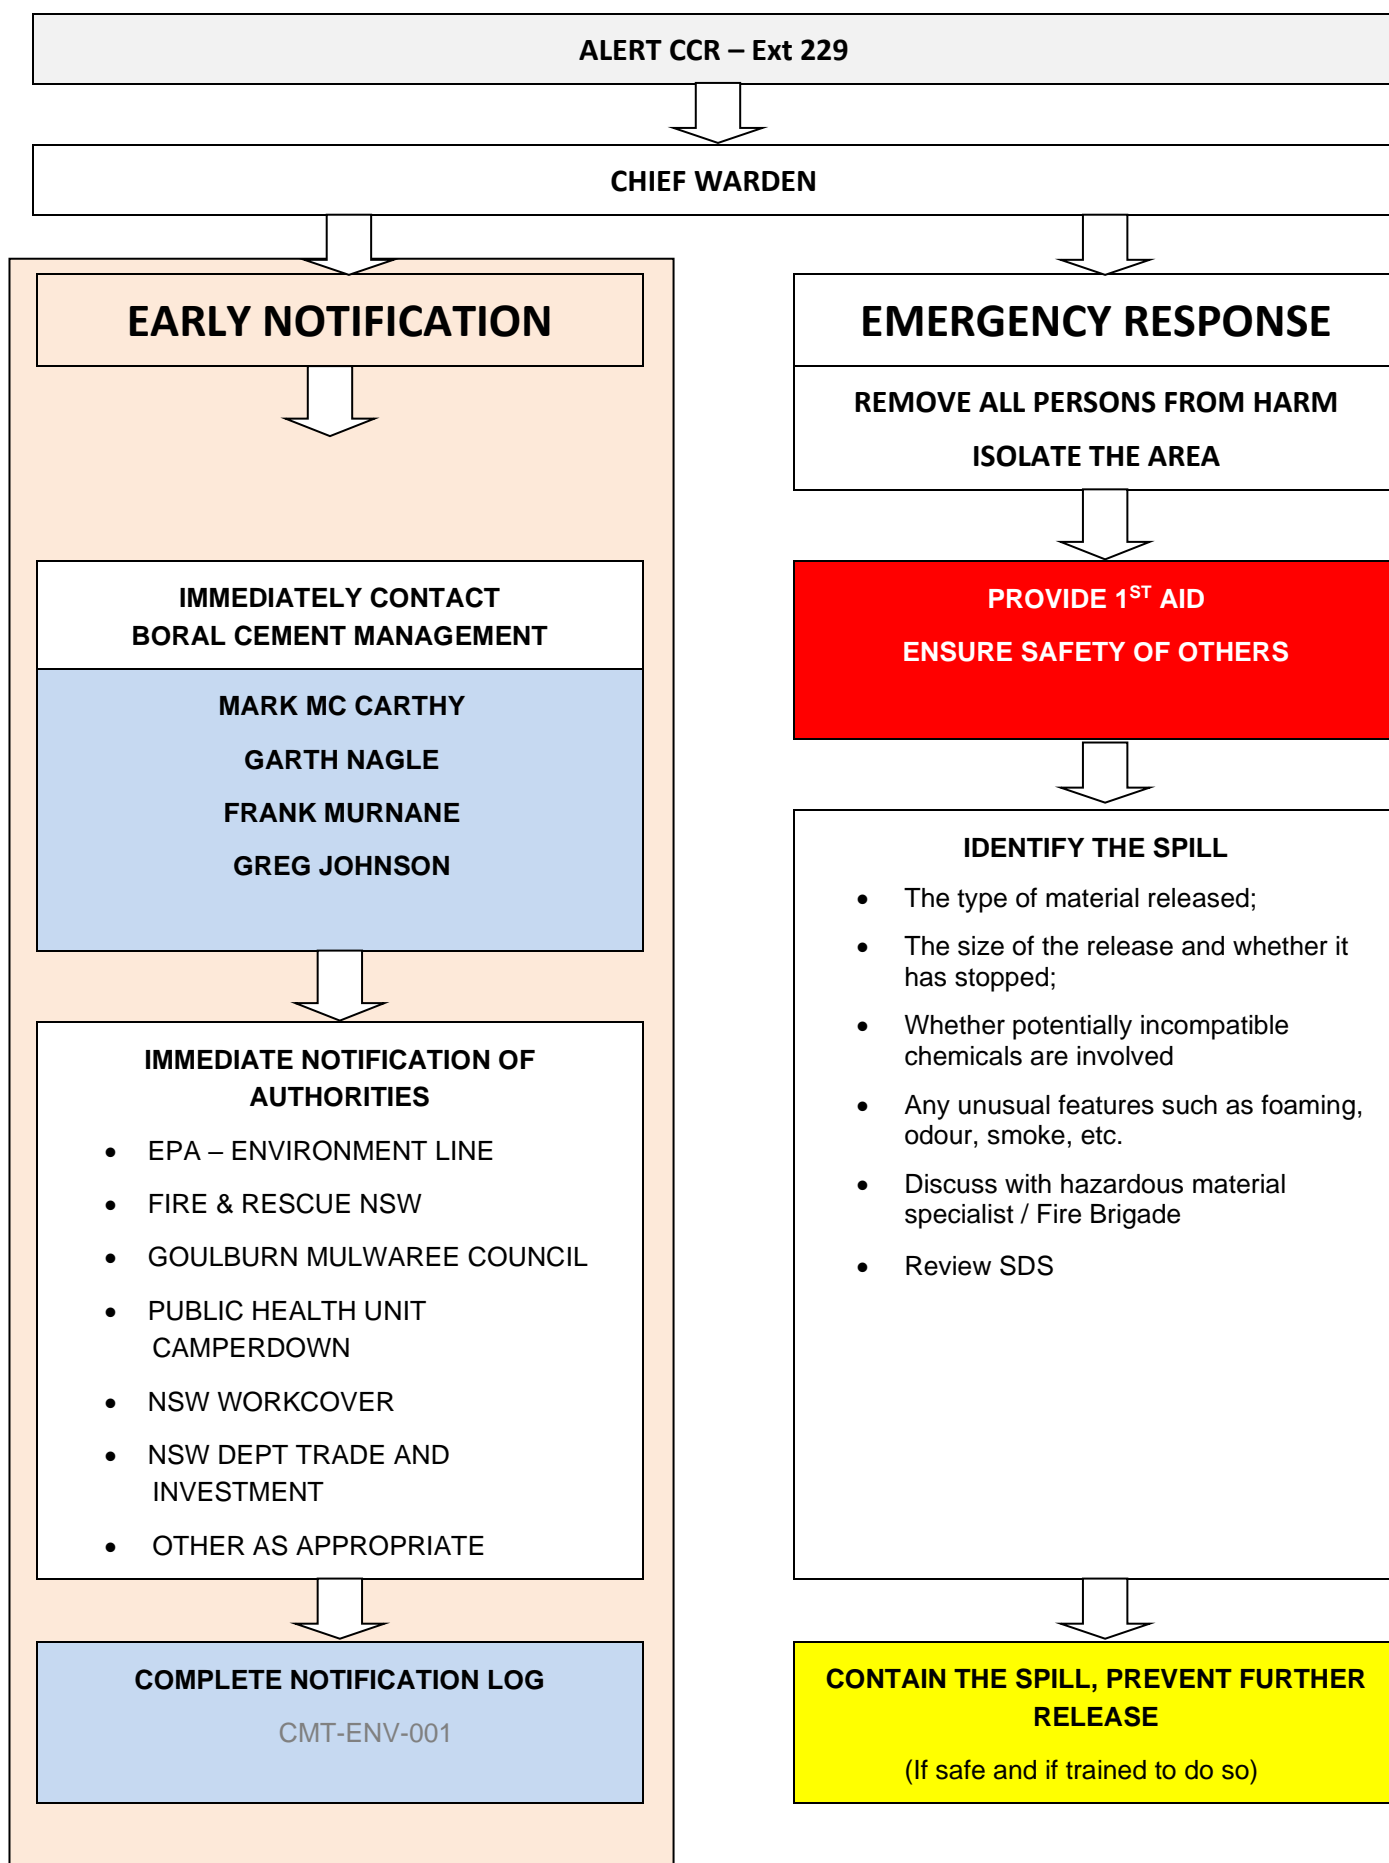 ALERT CCR – Ext 229
CHIEF WARDEN
EARLY NOTIFICATION
IMMEDIATELY CONTACT
BORAL CEMENT MANAGEMENT
MARK MC CARTHY
GARTH NAGLE
FRANK MURNANE
GREG JOHNSON
IMMEDIATE NOTIFICATION OF
AUTHORITIES
• EPA – ENVIRONMENT LINE
• FIRE & RESCUE NSW
• GOULBURN MULWAREE COUNCIL
• PUBLIC HEALTH UNIT
CAMPERDOWN
• NSW WORKCOVER
• NSW DEPT TRADE AND
INVESTMENT
• OTHER AS APPROPRIATE
COMPLETE NOTIFICATION LOG
CMT-ENV-001
EMERGENCY RESPONSE
REMOVE ALL PERSONS FROM HARM
ISOLATE THE AREA
PROVIDE 1ST AID
ENSURE SAFETY OF OTHERS
IDENTIFY THE SPILL
• The type of material released;
• The size of the release and whether it
has stopped;
• Whether potentially incompatible
chemicals are involved
• Any unusual features such as foaming,
odour, smoke, etc.
• Discuss with hazardous material
specialist / Fire Brigade
• Review SDS
CONTAIN THE SPILL, PREVENT FURTHER
RELEASE
(If safe and if trained to do so)